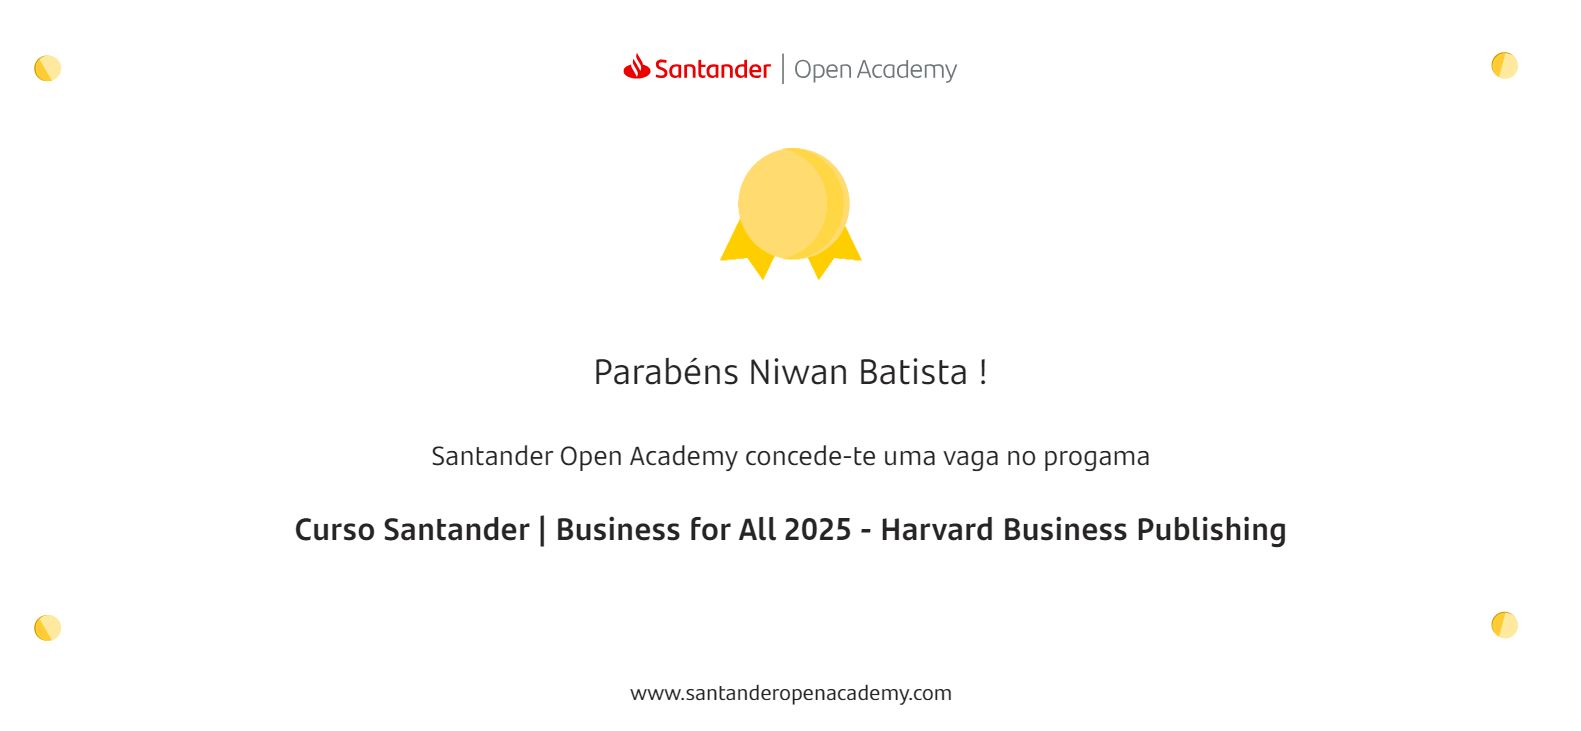 Santander | Open Academy
Parabéns Niwan Batista !
Santander Open Academy concede-te uma vaga no progama
Curso Santander | Business for All 2025 - Harvard Business Publishing
www.santanderopenacademy.com